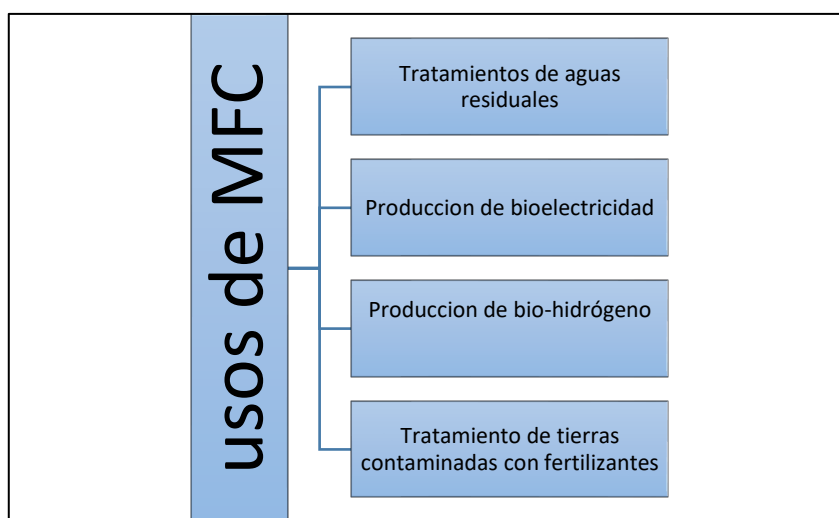 usos de MFC
Tratamientos de aguas
residuales
Produccion de bioelectricidad
Produccion de bio-hidrógeno
Tratamiento de tierras
contaminadas con fertilizantes